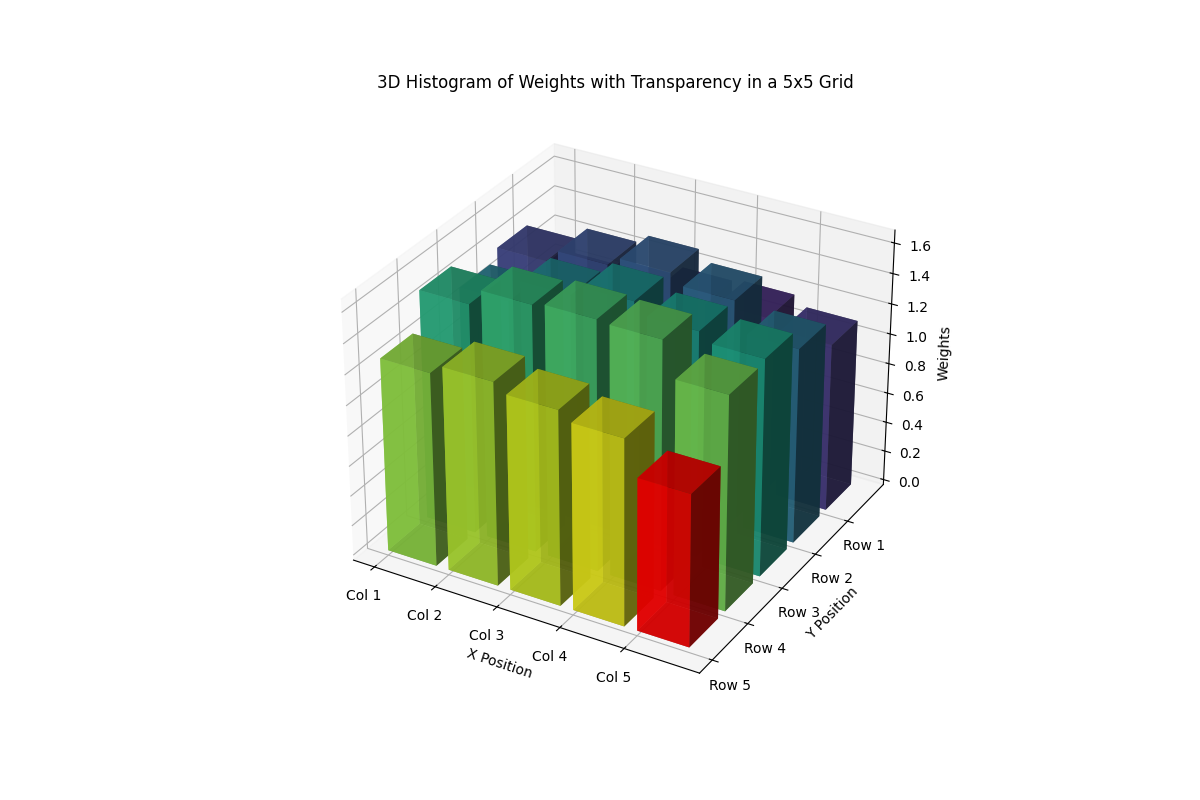 3D Histogram of Weights with Transparency in a 5x5 Grid
1.6
1.4
1.2
1.0
0.8
0.6
0.4
0.2
0.0
Weights
Row 1
Row 2
Row 3
Row 4
Row 5
Y Position
Col 1
Col 2
Col 3
Col 4
Col 5
X Position